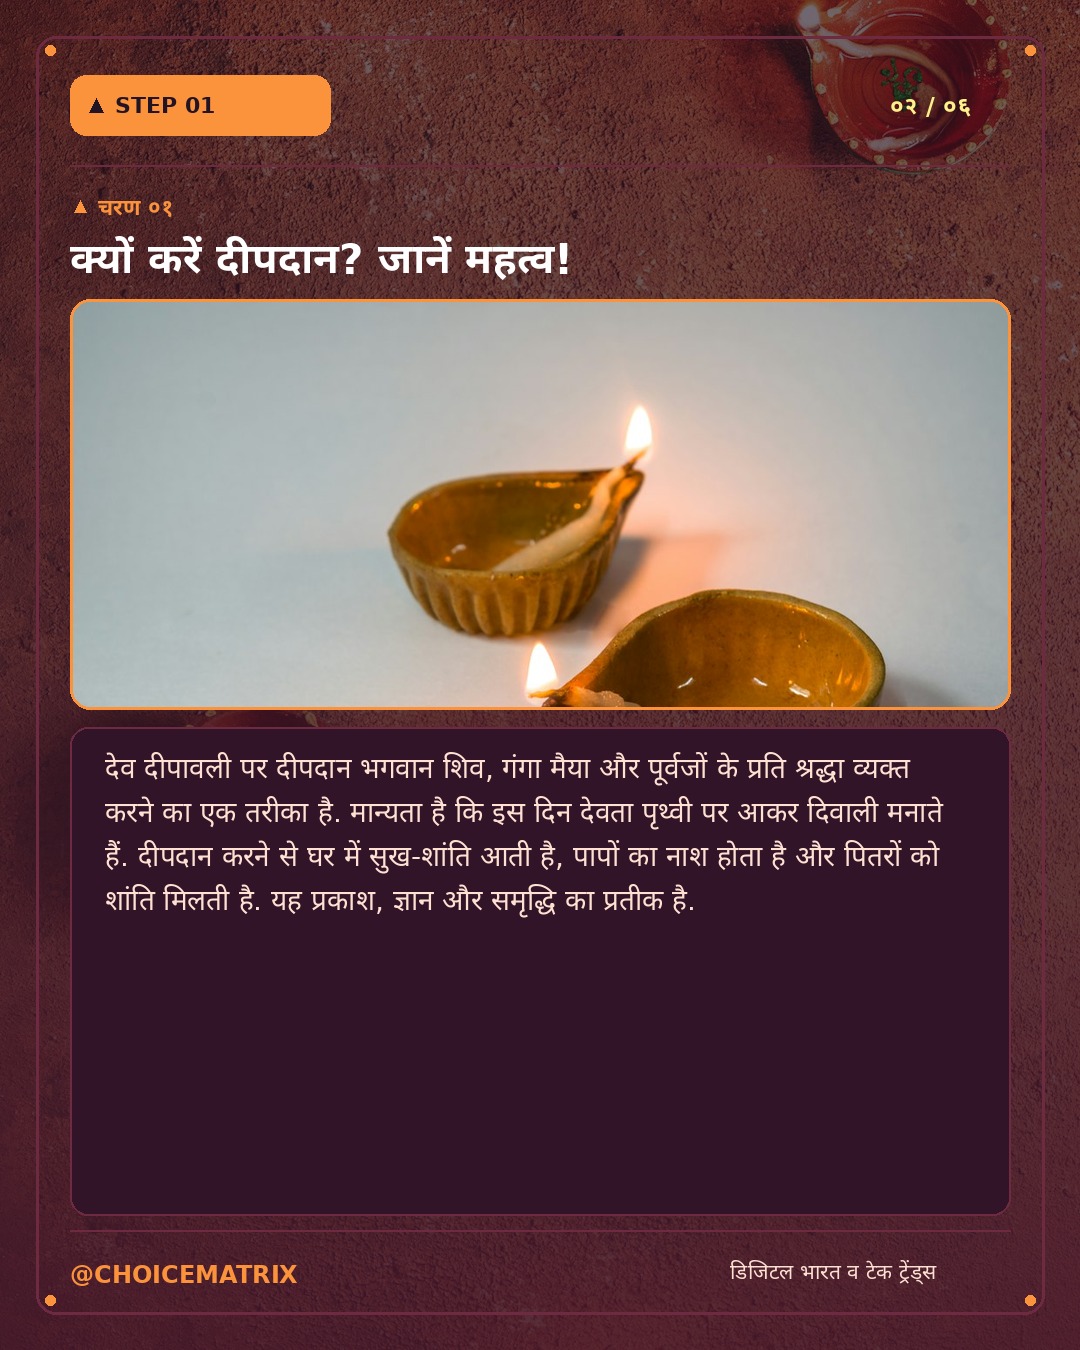 ▲ STEP 01
०२ / ०६
▲ चरण ०१
क्यों करें दीपदान? जानें महत्व!
देव दीपावली पर दीपदान भगवान शिव, गंगा मैया और पूर्वजों के प्रति श्रद्धा व्यक्त
करने का एक तरीका है. मान्यता है कि इस दिन देवता पृथ्वी पर आकर दिवाली मनाते
हैं. दीपदान करने से घर में सुख-शांति आती है, पापों का नाश होता है और पितरों को
शांति मिलती है. यह प्रकाश, ज्ञान और समृद्धि का प्रतीक है.
@CHOICEMATRIX
डिजिटल भारत व टेक ट्रेंड्स